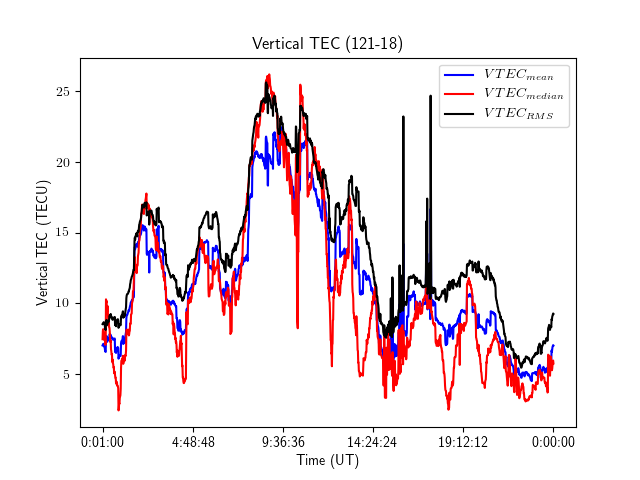 Vertical TEC (121-18)
VTEC_mean
VTEC_median
VTEC_RMS
25
20
15
10
5
Vertical TEC (TECU)
0:01:00 4:48:48 9:36:36 14:24:24 19:12:12 0:00:00
Time (UT)